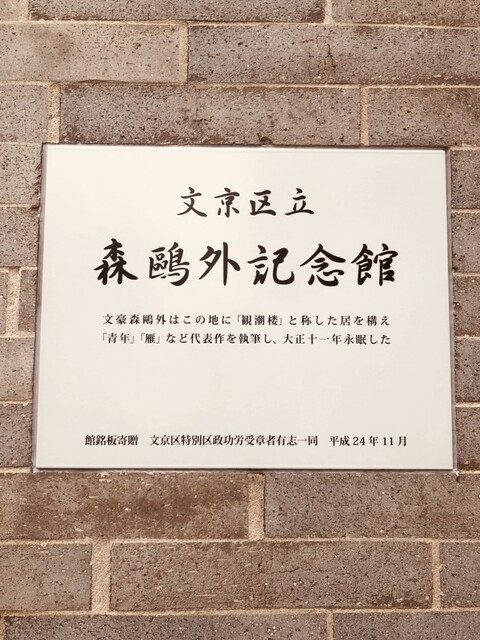 文京区立
森鷗外記念館
文豪森鷗外はこの地に「観潮楼」と称した居を構え
「青年」「雁」など代表作を執筆し、大正十一年永眠した
館銘板寄贈　文京区特別区政功労受章者有志一同　平成24年11月